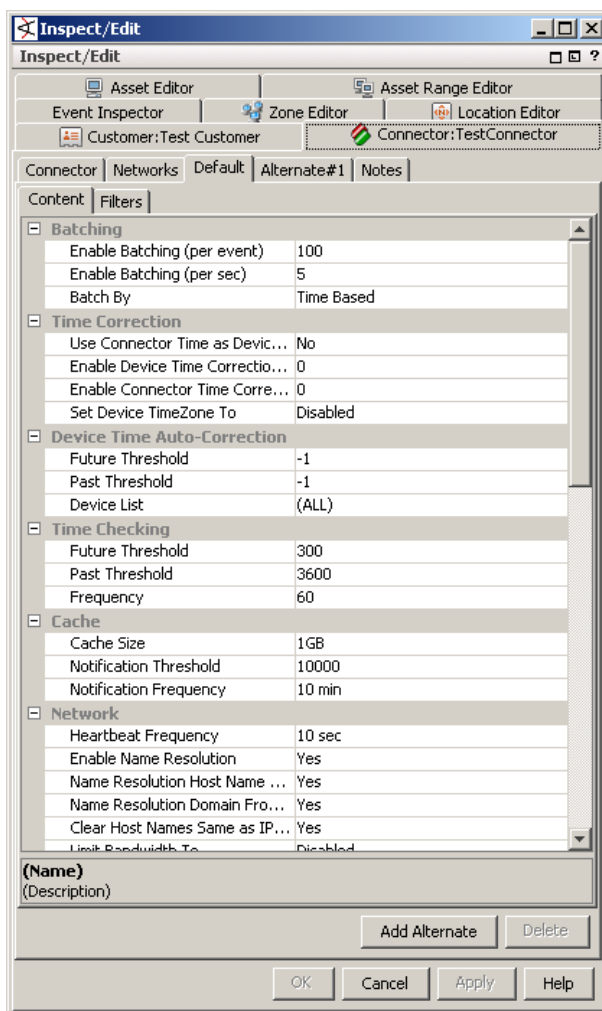 Inspect/Edit
Inspect/Edit
Asset Editor
Asset Range Editor
Event Inspector
Zone Editor
Location Editor
Customer:Test Customer
Connector:TestConnector
Connector
Networks
Default
Alternate#1
Notes
Content
Filters
Batching
Enable Batching (per event) 100
Enable Batching (per sec) 5
Batch By Time Based
Time Correction
Use Connector Time as Devic... No
Enable Device Time Correctio... 0
Enable Connector Time Corre... 0
Set Device TimeZone To Disabled
Device Time Auto-Correction
Future Threshold -1
Past Threshold -1
Device List (ALL)
Time Checking
Future Threshold 300
Past Threshold 3600
Frequency 60
Cache
Cache Size 1GB
Notification Threshold 10000
Notification Frequency 10 min
Network
Heartbeat Frequency 10 sec
Enable Name Resolution Yes
Name Resolution Host Name ... Yes
Name Resolution Domain Fro... Yes
Clear Host Names Same as IP... Yes
Limit Bandwidth To Disabled
(Name)
(Description)
Add Alternate
Delete
OK
Cancel
Apply
Help